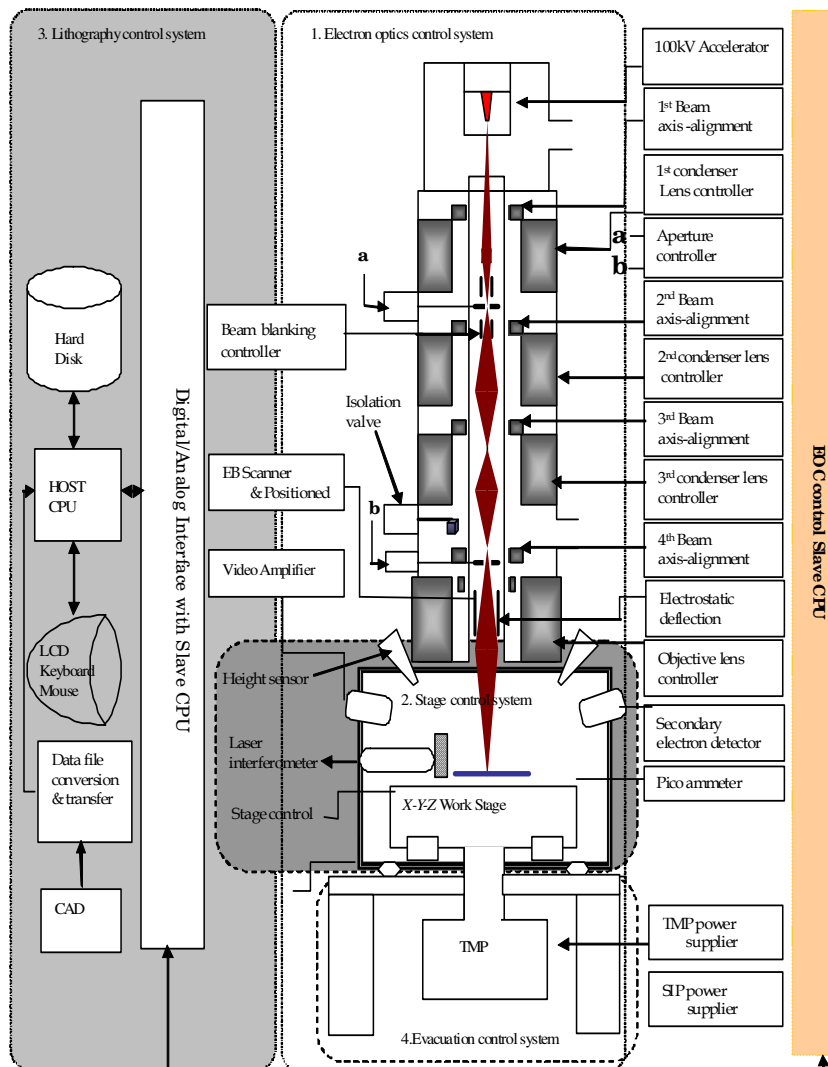 3. Lithography control system
Hard
Disk
HOST
CPU
LCD
Keyboard
Mouse
Data file
conversion
& transfer
CAD
Digital/Analog Interface with Slave CPU
1. Electron optics control system
a
Beam blanking
controller
Isolation
valve
EB Scanner
& Positioned
b
Video Amplifier
Height sensor
2. Stage control system
Laser
interferometer
Stage control
X-Y-Z Work Stage
TMP
4.Evacuation control system
100kV Accelerator
1st Beam
axis -alignment
1st condenser
Lens controller
a
b
Aperture
controller
2nd Beam
axis-alignment
2nd condenser lens
controller
3rd Beam
axis-alignment
3rd condenser lens
controller
4th Beam
axis-alignment
Electrostatic
deflection
Objective lens
controller
Secondary
electron detector
Pico ammeter
TMP power
supplier
SIP power
supplier
EOC control Slave CPU